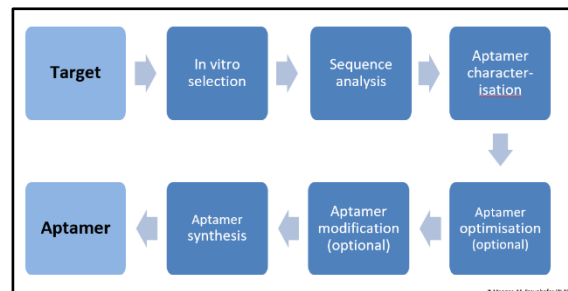 Target
In vitro
selection
Sequence
analysis
Aptamer
character-
isation
Aptamer
optimisation
(optional)
Aptamer
modification
(optional)
Aptamer
synthesis
Aptamer